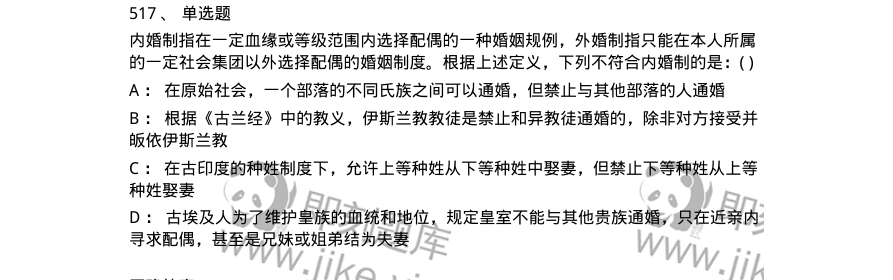 517 、 单选题
内婚制指在一定血缘或等级范围内选择配偶的一种婚姻规例，外婚制指只能在本人所属
的一定社会集团以外选择配偶的婚姻制度。根据上述定义，下列不符合内婚制的是：( )
A ： 在原始社会，一个部落的不同氏族之间可以通婚，但禁止与其他部落的人通婚
B ： 根据《古兰经》中的教义，伊斯兰教教徒是禁止和异教徒通婚的，除非对方接受并
皈依伊斯兰教
C ： 在古印度的种姓制度下，允许上等种姓从下等种姓中娶妻，但禁止下等种姓从上等
种姓娶妻
D ： 古埃及人为了维护皇族的血统和地位，规定皇室不能与其他贵族通婚，只在近亲内
寻求配偶，甚至是兄妹或姐弟结为夫妻
即刻题库
www.jike
即刻
www.jik